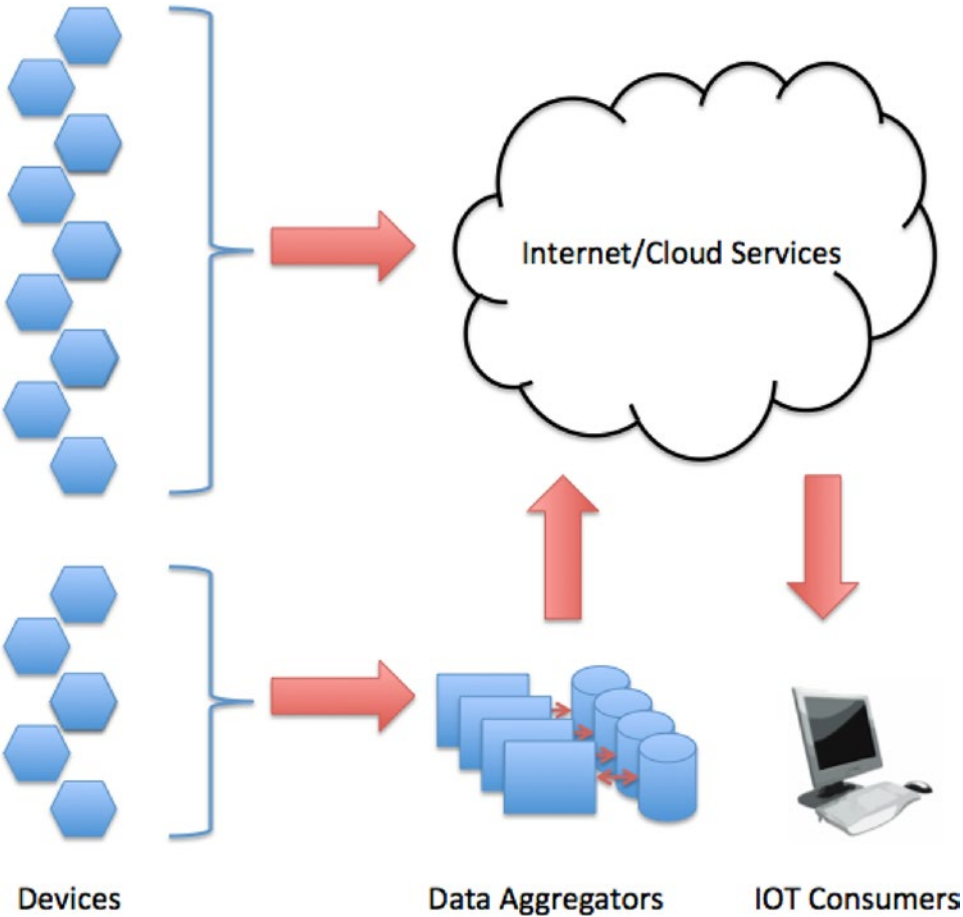 Internet/Cloud Services
Devices
Data Aggregators
IOT Consumers